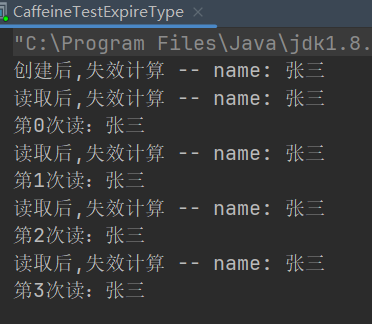 CaffeineTestExpireType ×
"C:\Program Files\Java\jdk1.8.
创建后,失效计算 -- name: 张三
读取后,失效计算 -- name: 张三
第0次读：张三
读取后,失效计算 -- name: 张三
第1次读：张三
读取后,失效计算 -- name: 张三
第2次读：张三
读取后,失效计算 -- name: 张三
第3次读：张三